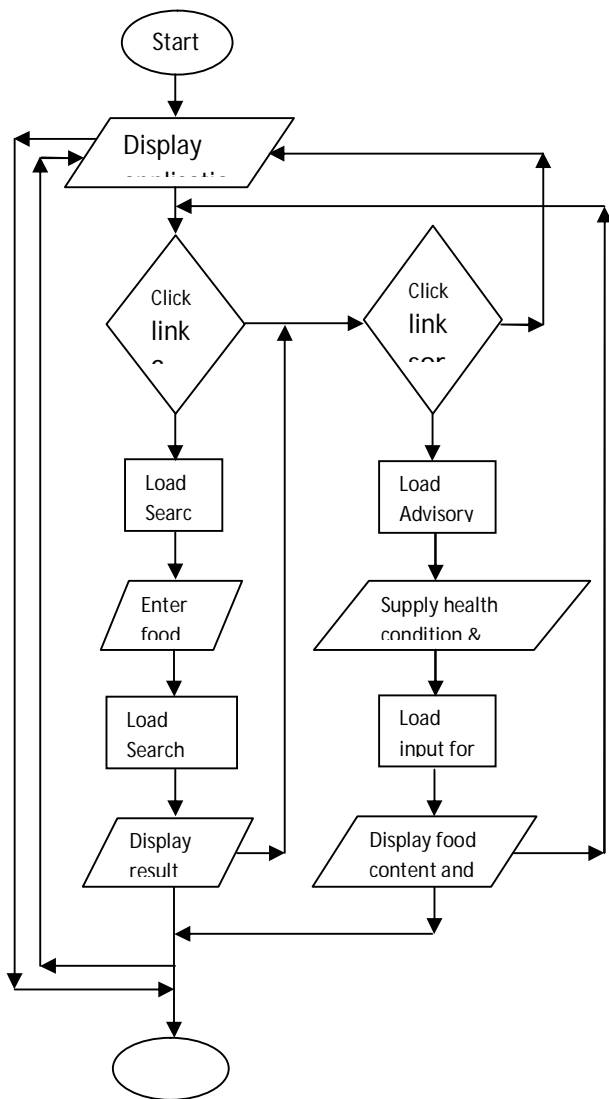 Start
Display
applicatio
Click
link
Click
link
Load
Searc
Load
Advisory
Enter
food
Supply health
condition &
Load
Search
Load
input for
Display
result
Display food
content and